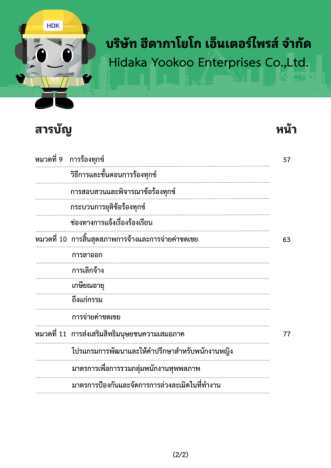 HDK
บริษัท ฮีดากาโยโก เอ็นเตอร์ไพรส์ จำกัด
Hidaka Yookoo Enterprises Co.,Ltd.
สารบัญ หน้า
หมวดที่ 9 การร้องทุกข์ 57
วิธีการและขั้นตอนการร้องทุกข์
การสอบสวนและพิจารณาข้อร้องทุกข์
กระบวนการยุติข้อร้องทุกข์
ช่องทางการแจ้งเรื่องร้องเรียน
หมวดที่ 10 การสิ้นสุดสภาพการจ้างและการจ่ายค่าชดเชย 63
การลาออก
การเลิกจ้าง
เกษียณอายุ
ถึงแก่กรรม
การจ่ายค่าชดเชย
หมวดที่ 11 การส่งเสริมสิทธิมนุษยชนความเสมอภาค 77
โปรแกรมการพัฒนาและให้คำปรึกษาสำหรับพนักงานหญิง
มาตรการเพื่อการรวมกลุ่มพนักงานทุพพลภาพ
มาตรการป้องกันและจัดการการล่วงละเมิดในที่ทำงาน
(2/2)